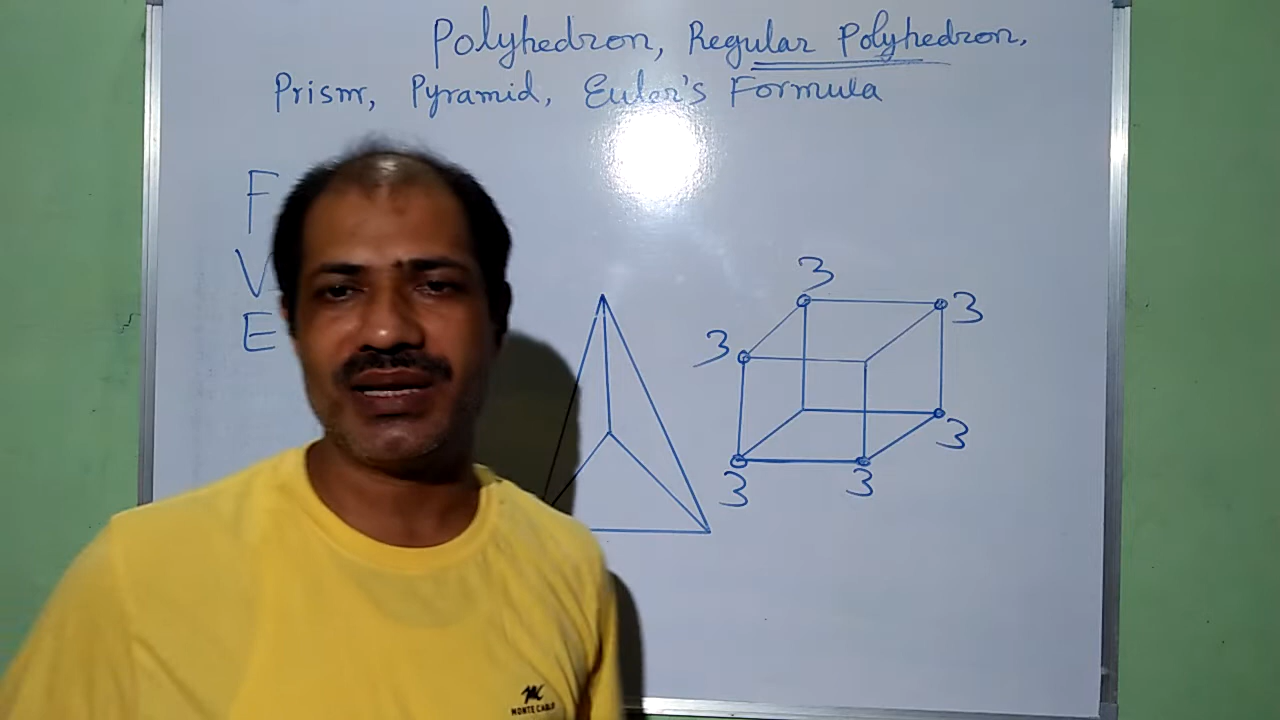 Polyhedron, Regular Polyhedron,
Prism, Pyramid, Euler's Formula
F
V
E
3
3
3
3
3
3
MONTE CARLO